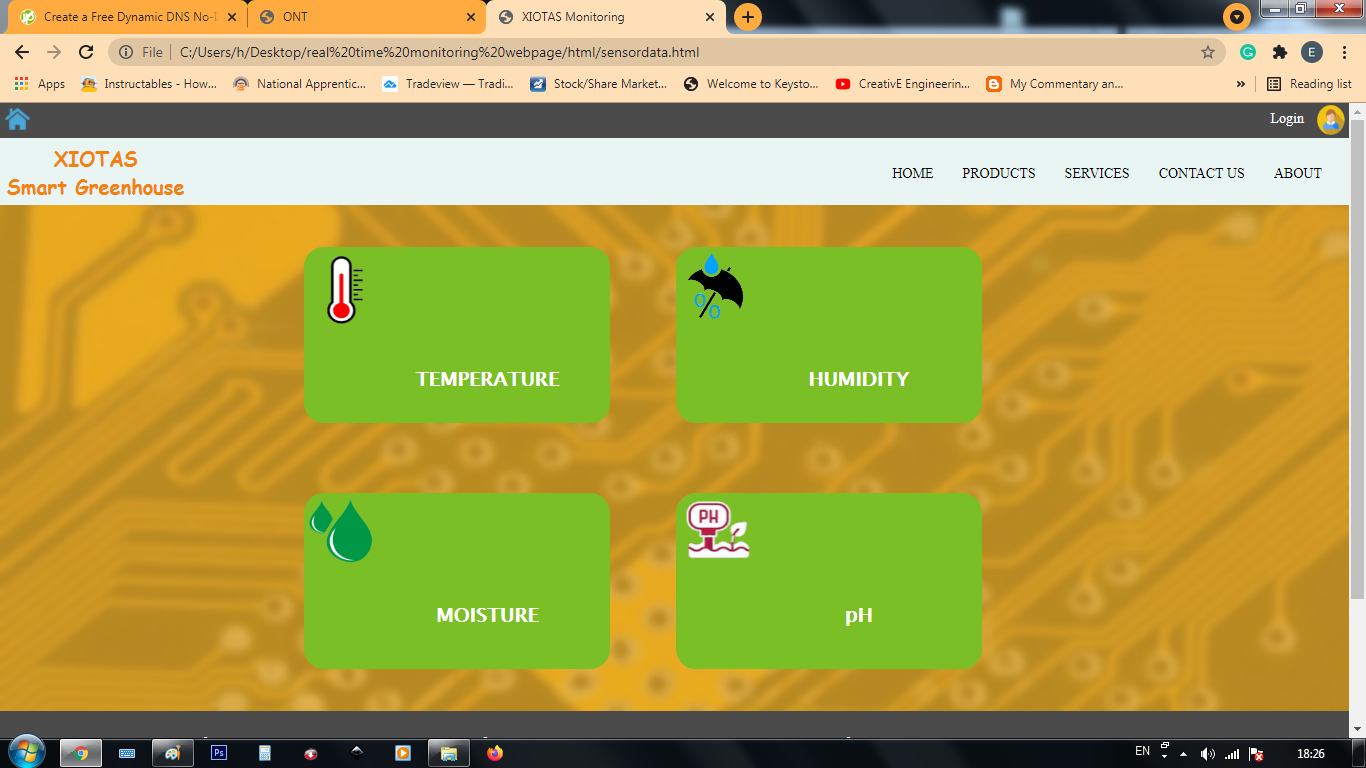 Create a Free Dynamic DNS No-I
ONT
XIOTAS Monitoring
File
C:/Users/h/Desktop/real%20time%20monitoring%20webpage/html/sensordata.html
E
Apps
Instructables - How...
National Apprentic...
Tradeview — Tradi...
Stock/Share Market...
Welcome to Keysto...
CreativE Engineerin...
My Commentary an...
»
Reading list
Login
XIOTAS
Smart Greenhouse
HOME PRODUCTS SERVICES CONTACT US ABOUT
TEMPERATURE
HUMIDITY
PH
MOISTURE
pH
Ps
EN
18:26